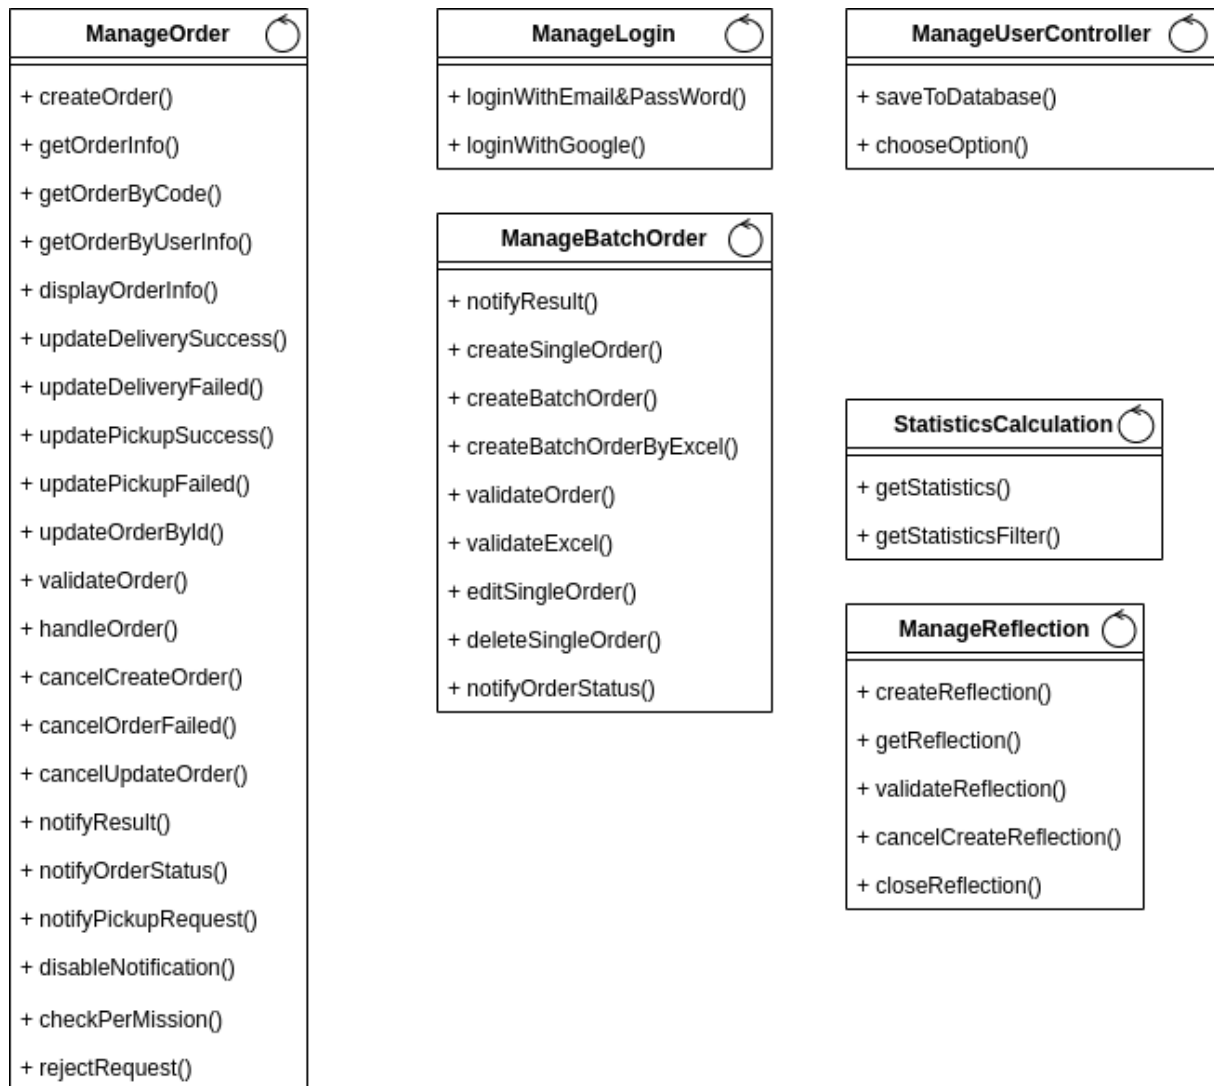 ManageOrder
+ createOrder()
+ getOrderInfo()
+ getOrderByCode()
+ getOrderByUserInfo()
+ displayOrderInfo()
+ updateDeliverySuccess()
+ updateDeliveryFailed()
+ updatePickupSuccess()
+ updatePickupFailed()
+ updateOrderById()
+ validateOrder()
+ handleOrder()
+ cancelCreateOrder()
+ cancelOrderFailed()
+ cancelUpdateOrder()
+ notifyResult()
+ notifyOrderStatus()
+ notifyPickupRequest()
+ disableNotification()
+ checkPerMission()
+ rejectRequest()
ManageLogin
+ loginWithEmail&PassWord()
+ loginWithGoogle()
ManageBatchOrder
+ notifyResult()
+ createSingleOrder()
+ createBatchOrder()
+ createBatchOrderByExcel()
+ validateOrder()
+ validateExcel()
+ editSingleOrder()
+ deleteSingleOrder()
+ notifyOrderStatus()
ManageUserController
+ saveToDatabase()
+ chooseOption()
StatisticsCalculation
+ getStatistics()
+ getStatisticsFilter()
ManageReflection
+ createReflection()
+ getReflection()
+ validateReflection()
+ cancelCreateReflection()
+ closeReflection()